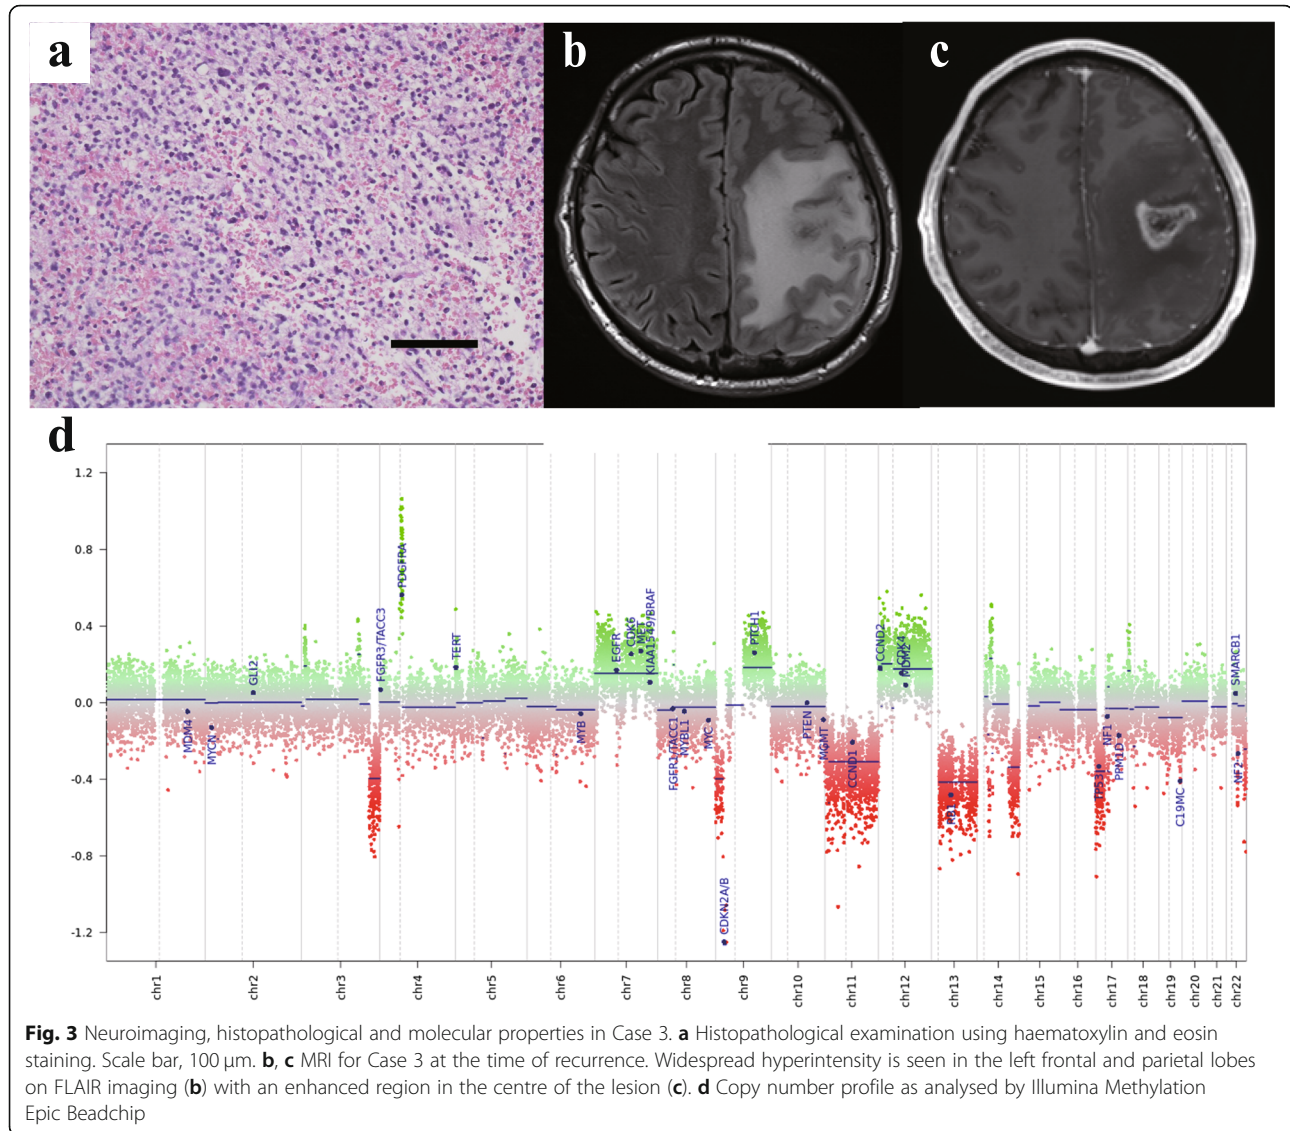 a
b
c
d
1.2
0.8
0.4
0.0
-0.4
-0.8
-1.2
MDM4
MYCN
GLI2
FGFR3/TACC3
PDGFRA
TERT
MYB
EGFR
CDK6
MET
KIAA1549/BRAF
FGFR1/TACC1
MYBL1
MYC
CDKN2A/B
PTCH1
PTEN
MGMT
CCND1
CCND2
CDK4
MDM2
RB1
TP53
NF1
PPM1D
C19MC
SMARCB1
NF2
chr1
chr2
chr3
chr4
chr5
chr6
chr7
chr8
chr9
chr10
chr11
chr12
chr13
chr14
chr15
chr16
chr17
chr18
chr19
chr20
chr21
chr22
Fig. 3 Neuroimaging, histopathological and molecular properties in Case 3. a Histopathological examination using haematoxylin and eosin
staining. Scale bar, 100 μm. b, c MRI for Case 3 at the time of recurrence. Widespread hyperintensity is seen in the left frontal and parietal lobes
on FLAIR imaging (b) with an enhanced region in the centre of the lesion (c). d Copy number profile as analysed by Illumina Methylation
Epic Beadchip